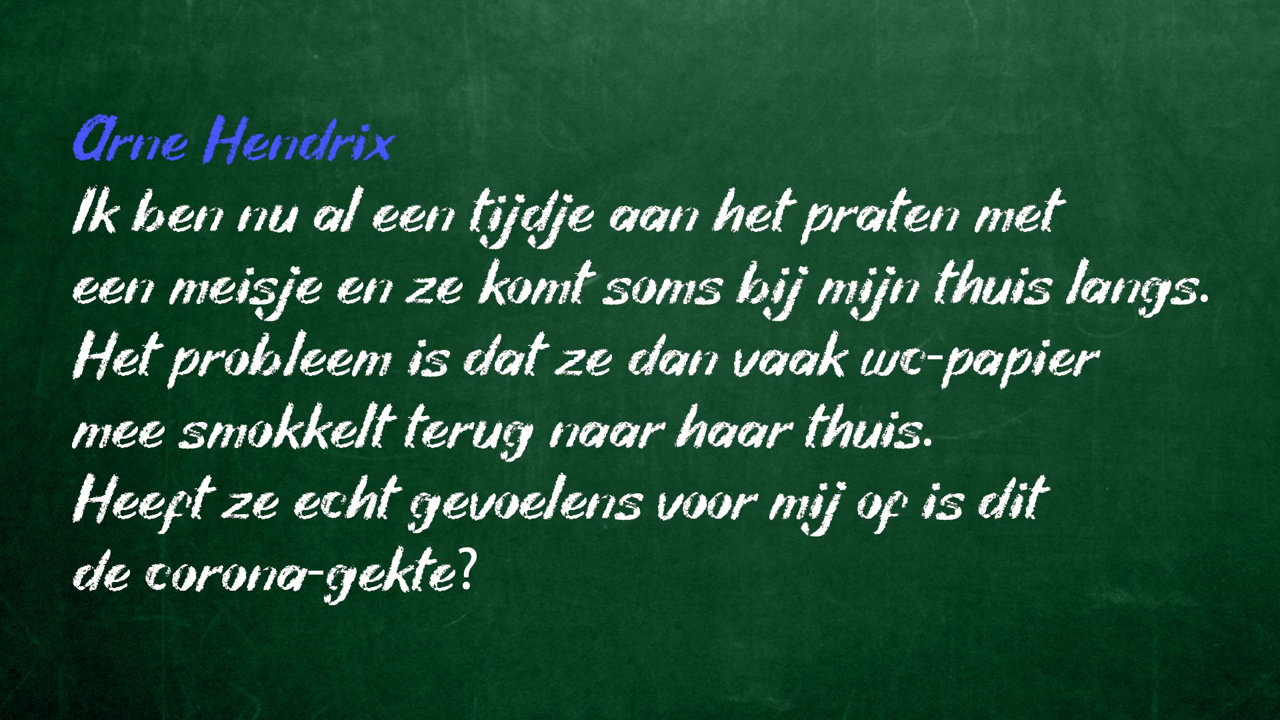 Arne Hendrix
Ik ben nu al een tijdje aan het praten met
een meisje en ze komt soms bij mijn thuis langs.
Het probleem is dat ze dan vaak wc-papier
mee smokkelt terug naar haar thuis.
Heeft ze echt gevoelens voor mij of is dit
de corona-gekte?